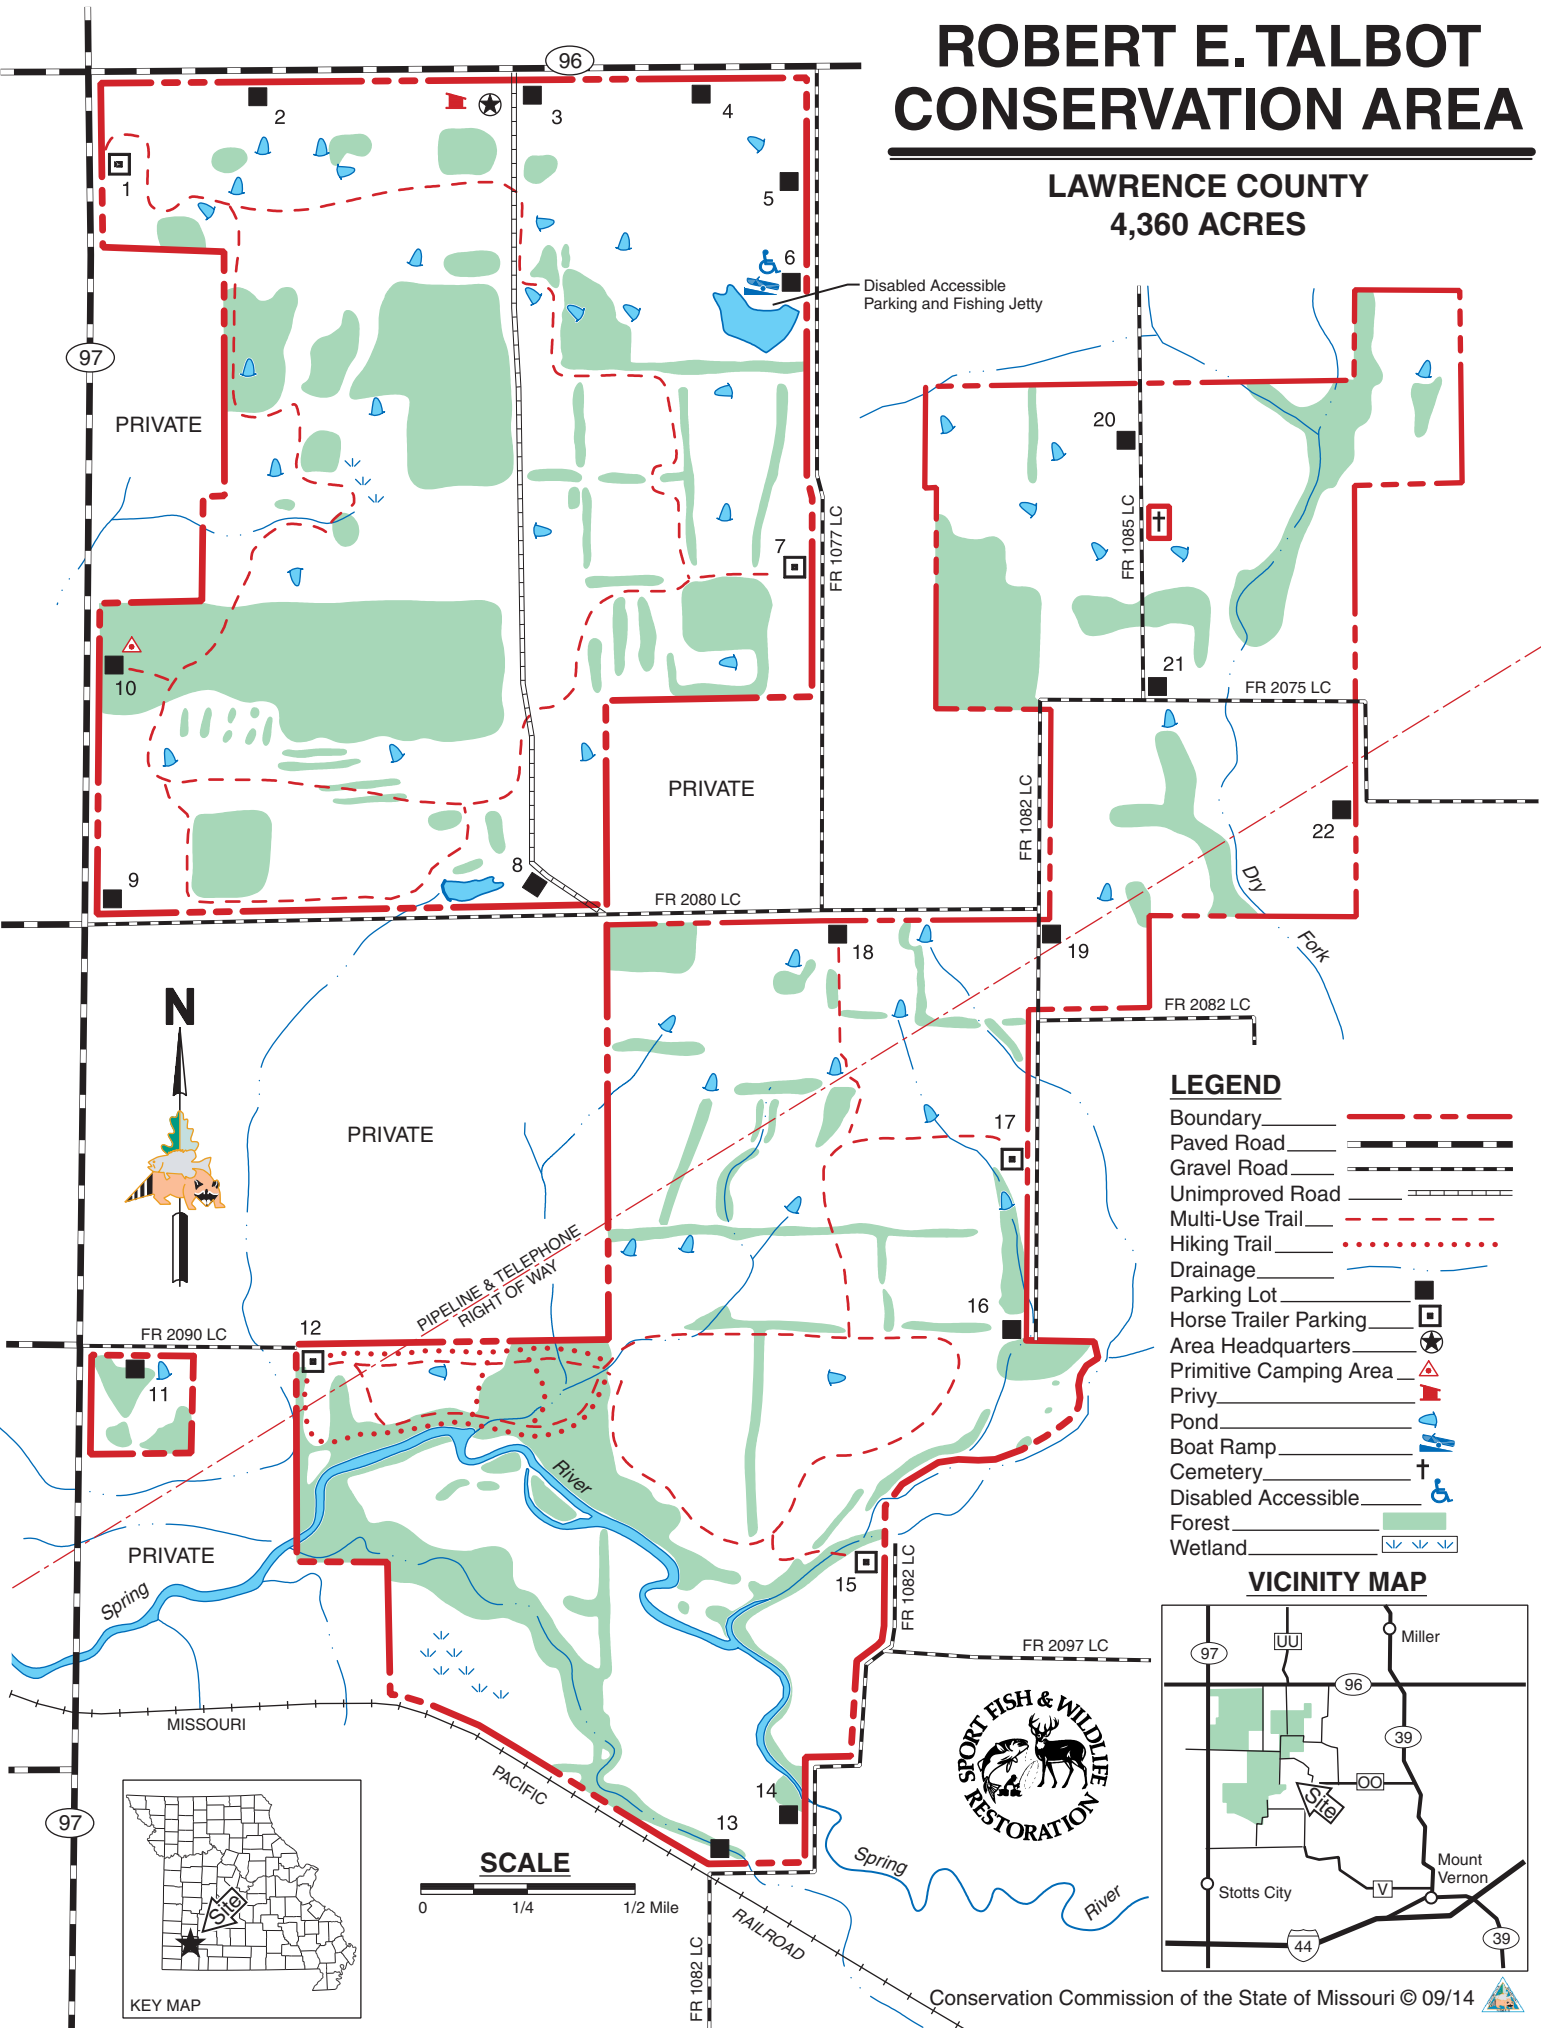 ROBERT E. TALBOT
CONSERVATION AREA
LAWRENCE COUNTY
4,360 ACRES
96
2
3
4
1
5
6
Disabled Accessible
Parking and Fishing Jetty
97
PRIVATE
20
FR 1085 LC
7
FR 1077 LC
10
21
FR 2075 LC
PRIVATE
FR 1082 LC
22
8
9
FR 2080 LC
Dry
Fork
18
19
N
FR 2082 LC
PRIVATE
17
PIPELINE & TELEPHONE
RIGHT OF WAY
16
FR 2090 LC
12
11
River
PRIVATE
Spring
15
FR 1082 LC
FR 2097 LC
MISSOURI
PACIFIC
RAILROAD
14
13
Spring
River
FR 1082 LC
97
LEGEND
Boundary
Paved Road
Gravel Road
Unimproved Road
Multi-Use Trail
Hiking Trail
Drainage
Parking Lot
Horse Trailer Parking
Area Headquarters
Primitive Camping Area
Privy
Pond
Boat Ramp
Cemetery
Disabled Accessible
Forest
Wetland
VICINITY MAP
97
UU
Miller
96
39
OO
Site
Mount
Vernon
V
Stotts City
44
39
SPORT FISH & WILDLIFE
RESTORATION
SCALE
0 1/4 1/2 Mile
Site
KEY MAP
Conservation Commission of the State of Missouri © 09/14